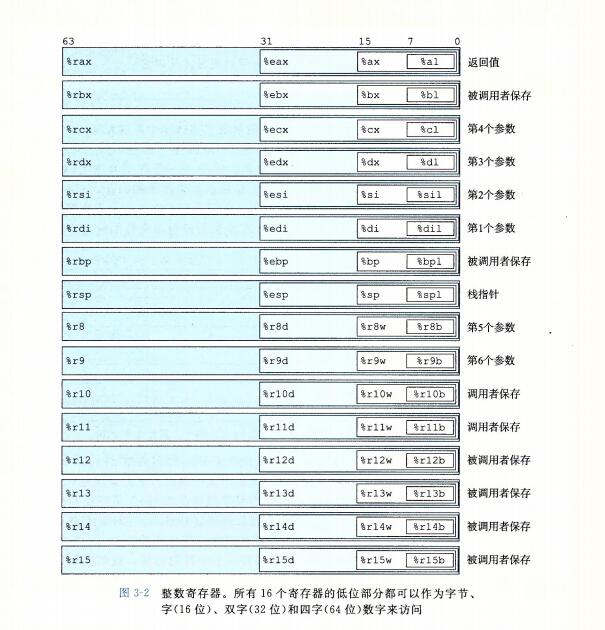 63 31 15 7 0
%rax %eax %ax %al 返回值
%rbx %ebx %bx %bl 被调用者保存
%rcx %ecx %cx %cl 第4个参数
%rdx %edx %dx %dl 第3个参数
%rsi %esi %si %sil 第2个参数
%rdi %edi %di %dil 第1个参数
%rbp %ebp %bp %bpl 被调用者保存
%rsp %esp %sp %spl 栈指针
%r8 %r8d %r8w %r8b 第5个参数
%r9 %r9d %r9w %r9b 第6个参数
%r10 %r10d %r10w %r10b 调用者保存
%r11 %r11d %r11w %r11b 调用者保存
%r12 %r12d %r12w %r12b 被调用者保存
%r13 %r13d %r13w %r13b 被调用者保存
%r14 %r14d %r14w %r14b 被调用者保存
%r15 %r15d %r15w %r15b 被调用者保存
图 3-2 整数寄存器。所有 16 个寄存器的低位部分都可以作为字节、
字(16 位)、双字(32 位)和四字(64 位)数字来访问